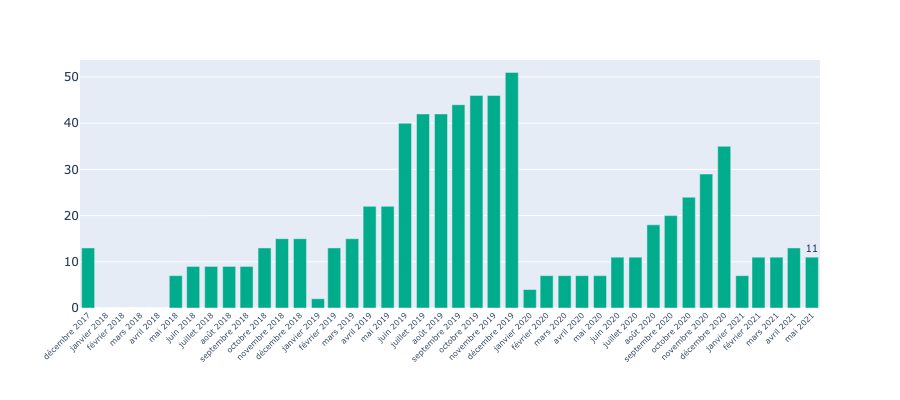 50
40
30
20
10
0
11
décembre 2017
janvier 2018
février 2018
mars 2018
avril 2018
mai 2018
juin 2018
juillet 2018
août 2018
septembre 2018
octobre 2018
novembre 2018
décembre 2018
janvier 2019
février 2019
mars 2019
avril 2019
mai 2019
juin 2019
juillet 2019
août 2019
septembre 2019
octobre 2019
novembre 2019
décembre 2019
janvier 2020
février 2020
mars 2020
avril 2020
mai 2020
juin 2020
juillet 2020
août 2020
septembre 2020
octobre 2020
novembre 2020
décembre 2020
janvier 2021
février 2021
mars 2021
avril 2021
mai 2021